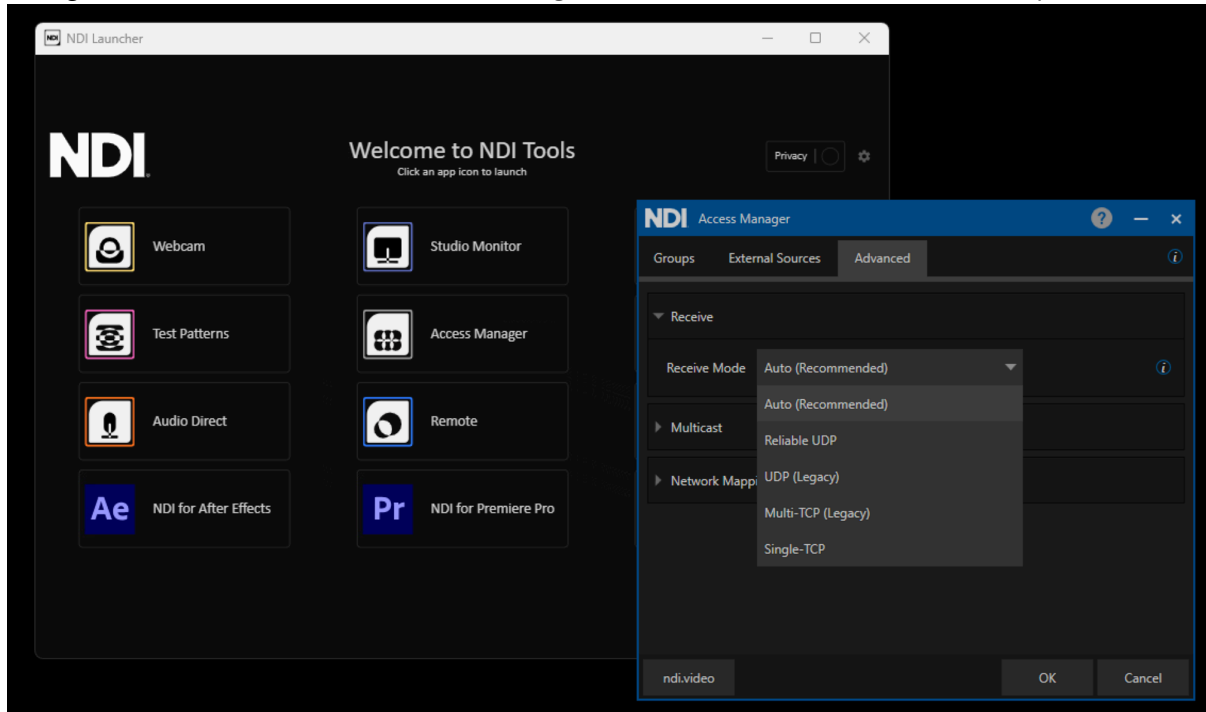 NDI Launcher
NDI.
Welcome to NDI Tools
Click an app icon to launch
Privacy |
Webcam
Studio Monitor
Test Patterns
Access Manager
Audio Direct
Remote
Ae
NDI for After Effects
Pr
NDI for Premiere Pro
NDI. Access Manager
Groups
External Sources
Advanced
Receive
Receive Mode
Auto (Recommended)
Auto (Recommended)
Reliable UDP
UDP (Legacy)
Multi-TCP (Legacy)
Single-TCP
Multicast
Network Mappi
ndi.video
OK
Cancel